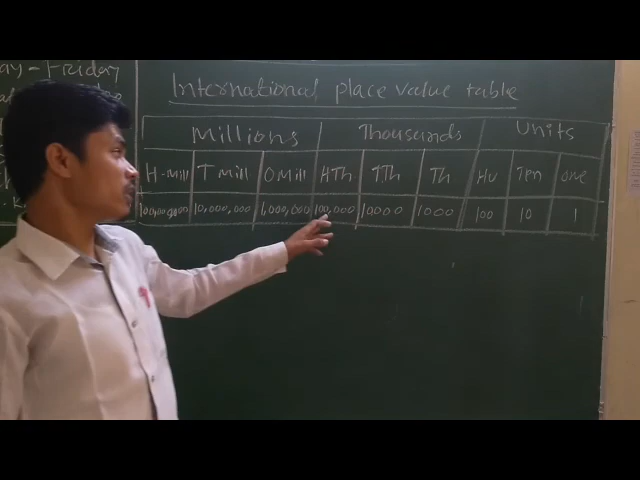 ay - Friday
International place value table
Millions Thousands Units
H-Mill T Mill O Mill HTh TTh Th Hu Ten one
100,000,000 10,000,000 1,000,000 100,000 10000 1000 100 10 1